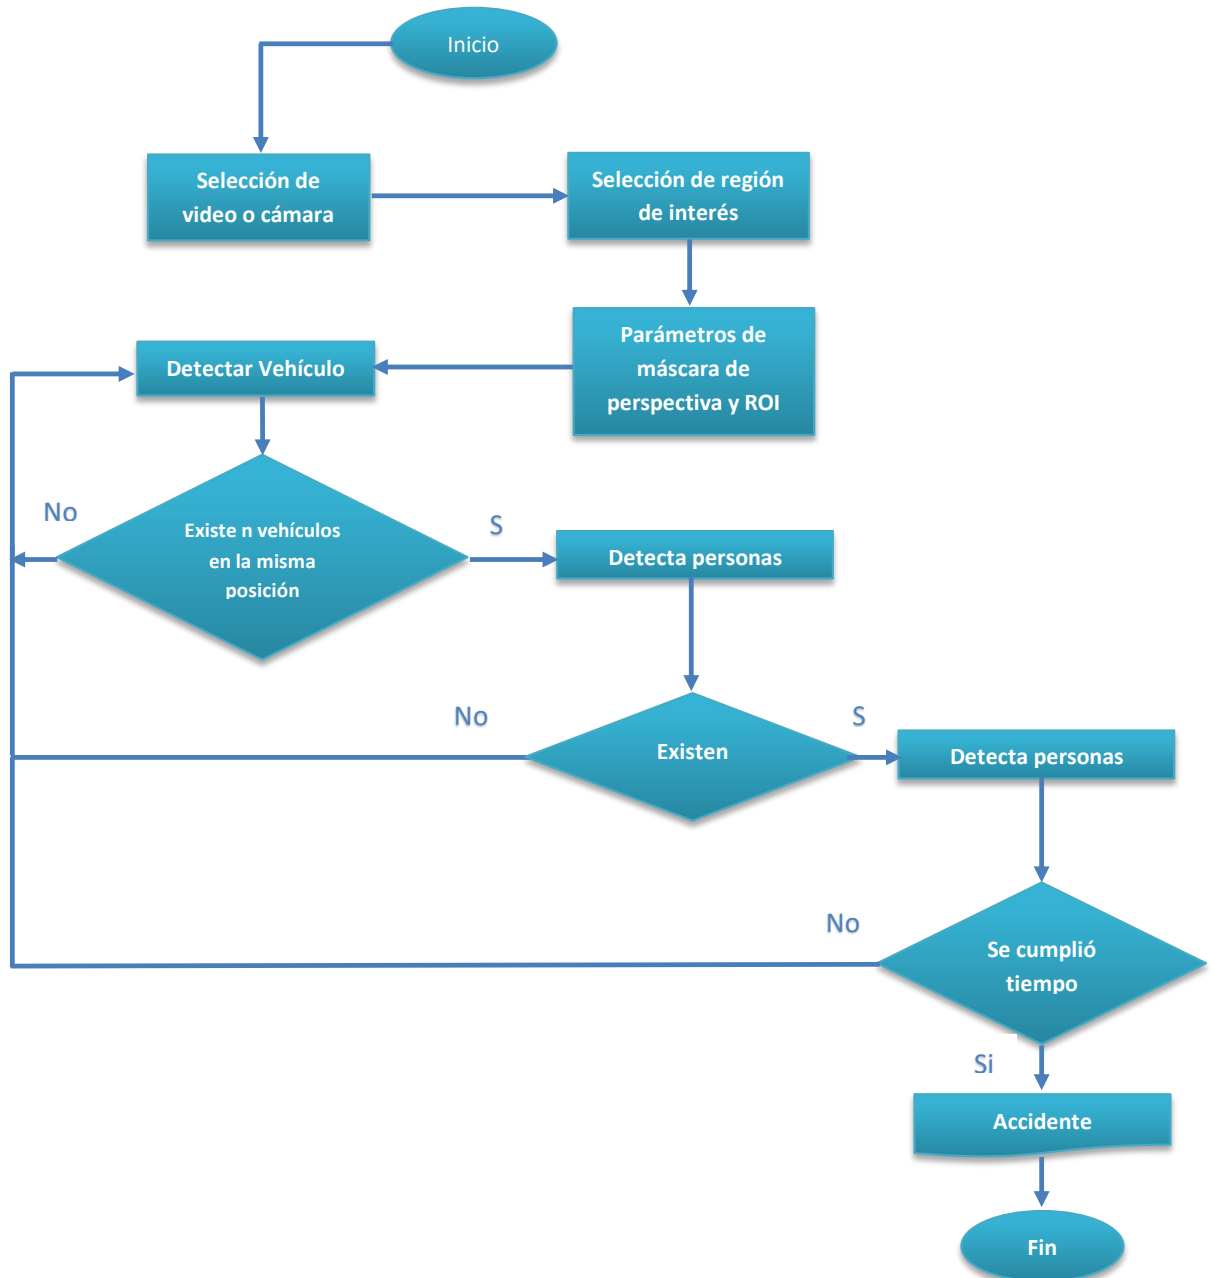 Inicio
Selección de
video o cámara
Selección de región
de interés
Parámetros de
máscara de
perspectiva y ROI
Detectar Vehículo
No
Existe n vehículos
en la misma
posición
S
Detecta personas
No
Existen
S
Detecta personas
No
Se cumplió
tiempo
Si
Accidente
Fin